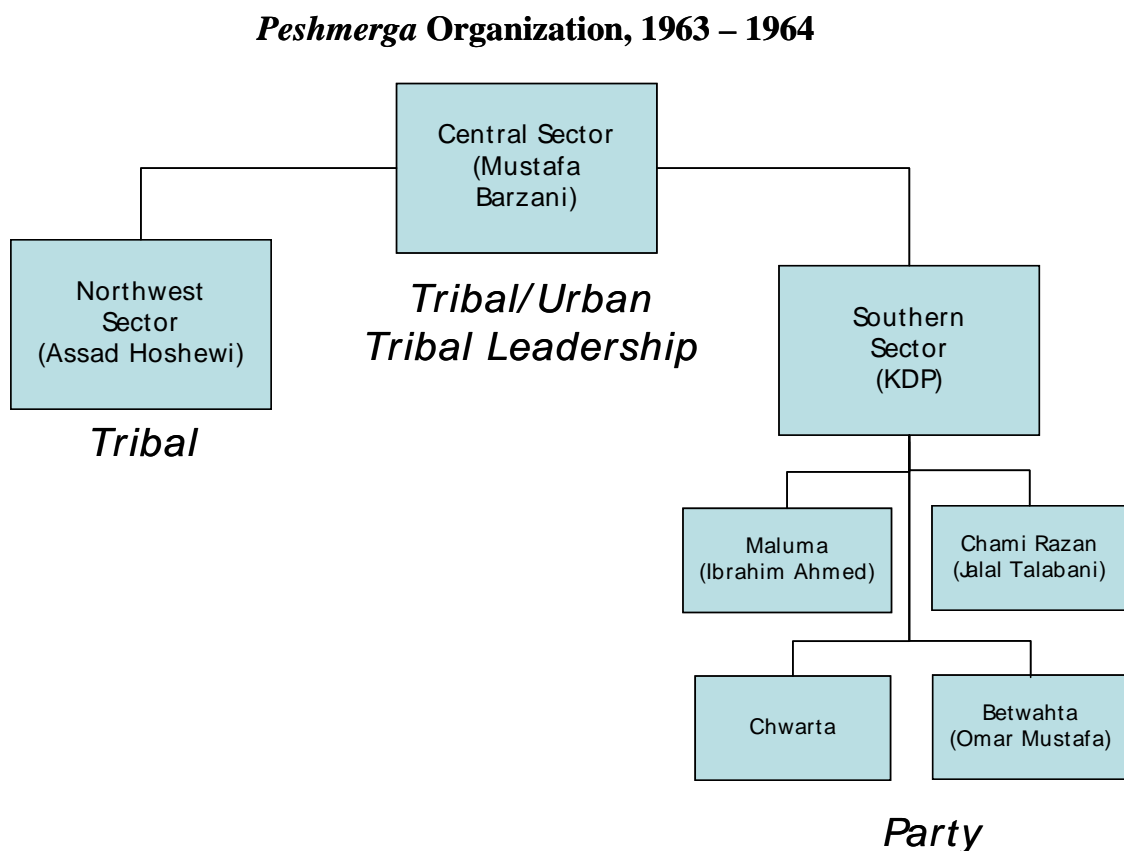 Peshmerga Organization, 1963 – 1964
Central Sector
(Mustafa
Barzani)
Tribal/Urban
Tribal Leadership
Northwest
Sector
(Assad Hoshewi)
Tribal
Southern
Sector
(KDP)
Maluma
(Ibrahim Ahmed)
Chami Razan
(Jalal Talabani)
Chwarta
Betwahta
(Omar Mustafa)
Party